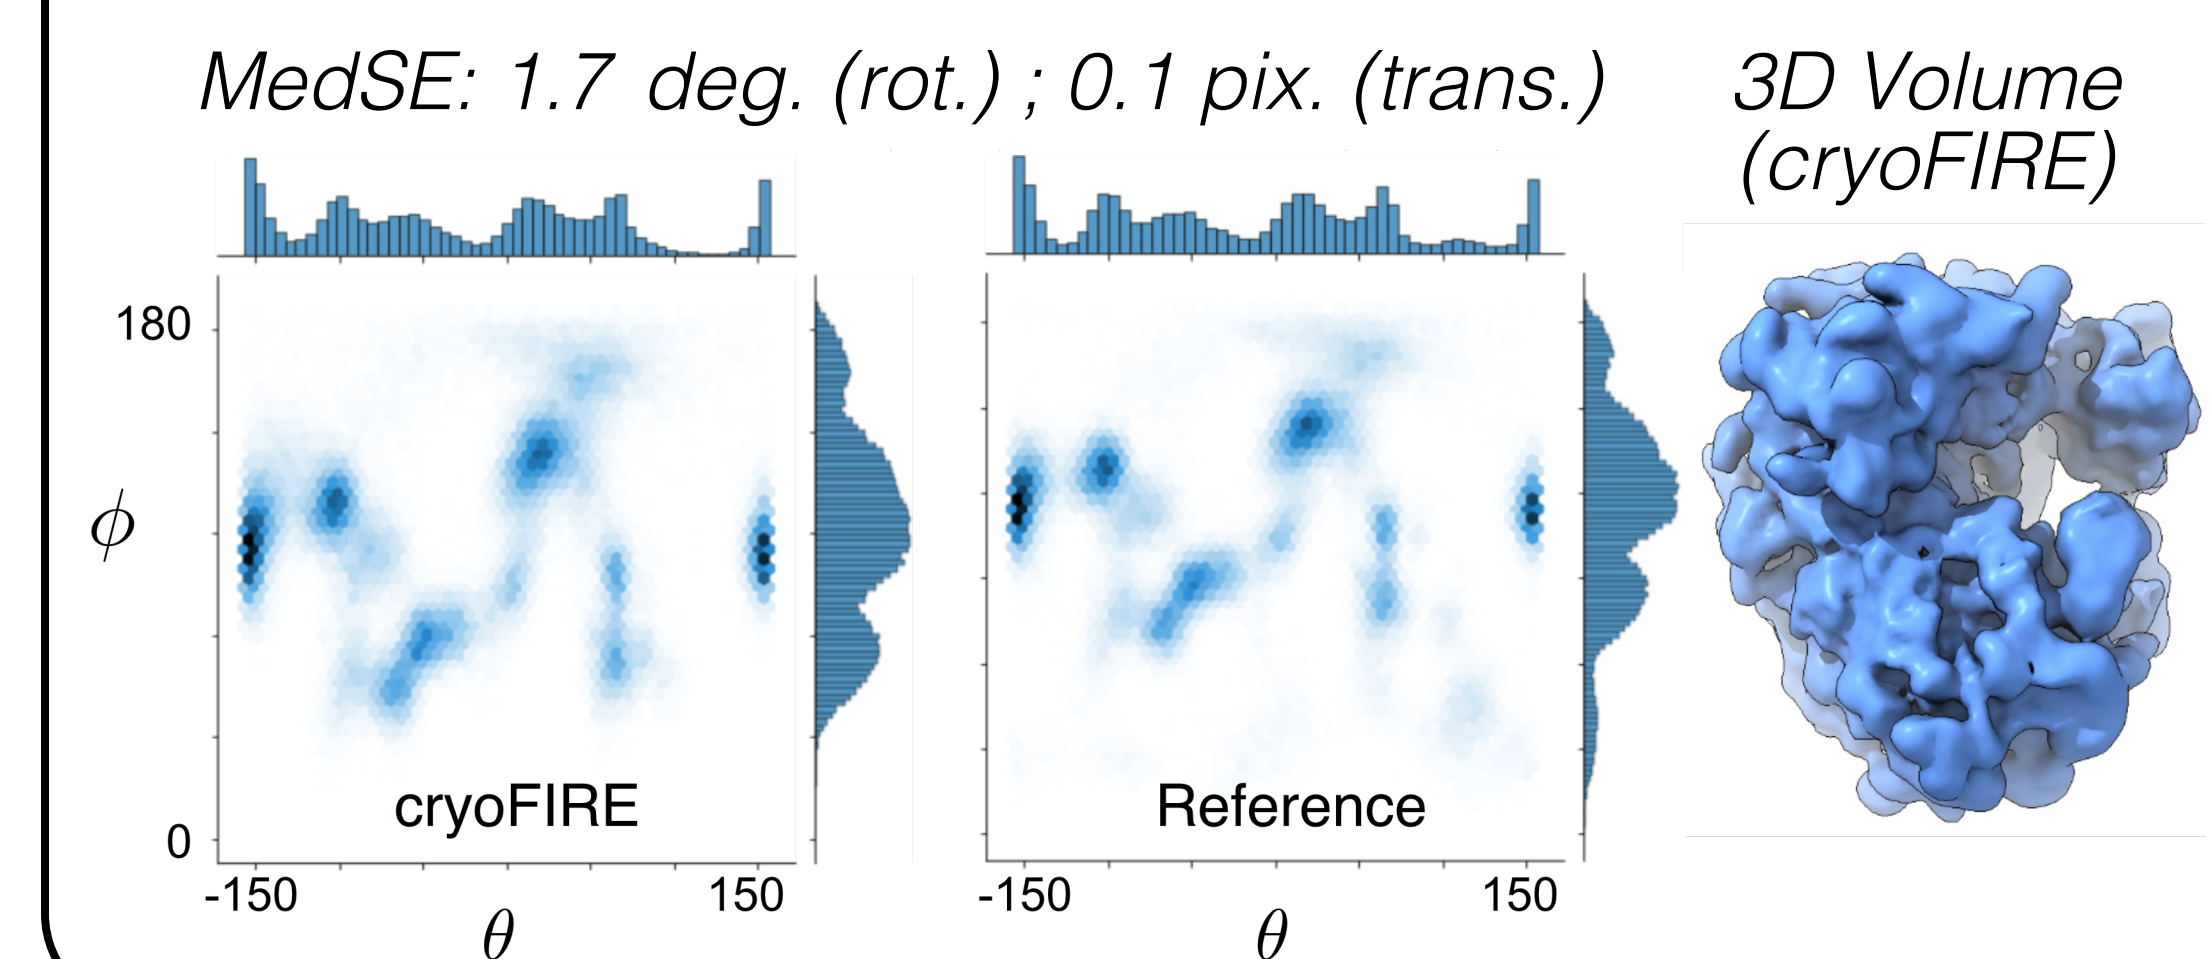 MedSE: 1.7 deg. (rot.) ; 0.1 pix. (trans.)
3D Volume
(cryoFIRE)
180
ϕ
0
cryoFIRE
-150
150
θ
Reference
-150
150
θ